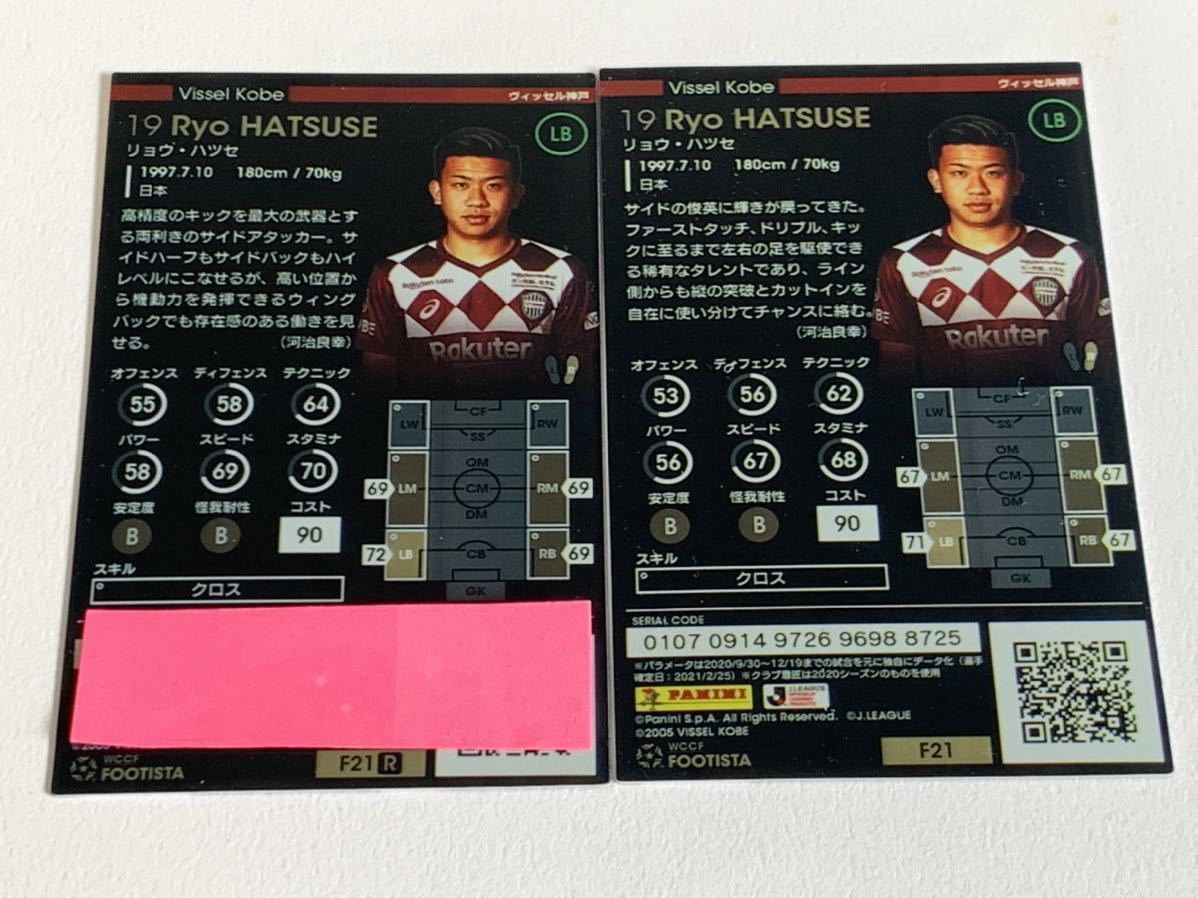 Vissel Kobe ヴィッセル神戸
19 Ryo HATSUSE LB
リョウ・ハツセ
1997.7.10 180cm / 70kg
日本
高精度のキックを最大の武器とす
る両利きのサイドアタッカー。サ
イドハーフもサイドバックもハイ
レベルにこなせるが、高い位置か
ら機動力を発揮できるウィング
バックでも存在感のある働きを見
せる。 （河治良幸）
Rakuten
オフェンス ディフェンス テクニック
55 58 64
パワー スピード スタミナ
58 69 70
安定度 怪我耐性 コスト
B B 90
CF
LW RW
SS
OM
69 LM CM RM 69
DM
72 LB CB RB 69
GK
スキル
クロス
WCCF
FOOTISTA
F21 R
Vissel Kobe ヴィッセル神戸
19 Ryo HATSUSE LB
リョウ・ハツセ
1997.7.10 180cm / 70kg
日本
サイドの俊英に輝きが戻ってきた。
ファーストタッチ、ドリブル、キッ
クに至るまで左右の足を駆使でき
る稀有なタレントであり、ライン
側からも縦の突破とカットインを
自在に使い分けてチャンスに絡む。
（河治良幸）
Rakuten
オフェンス ディフェンス テクニック
53 56 62
パワー スピード スタミナ
56 67 68
安定度 怪我耐性 コスト
B B 90
CF
LW RW
SS
OM
67 LM CM RM 67
DM
71 LB CB RB 67
GK
スキル
クロス
SERIAL CODE
0107 0914 9726 9698 8725
※パラメータは2020/9/30～12/19までの試合を元に独自にデータ化（選手
確定日：2021/2/25）※クラブ意匠は2020シーズンのものを使用
PANINI J.LEAGUE
©Panini S.p.A. All Rights Reserved. ©J.LEAGUE
©2005 VISSEL KOBE
WCCF
FOOTISTA
F21